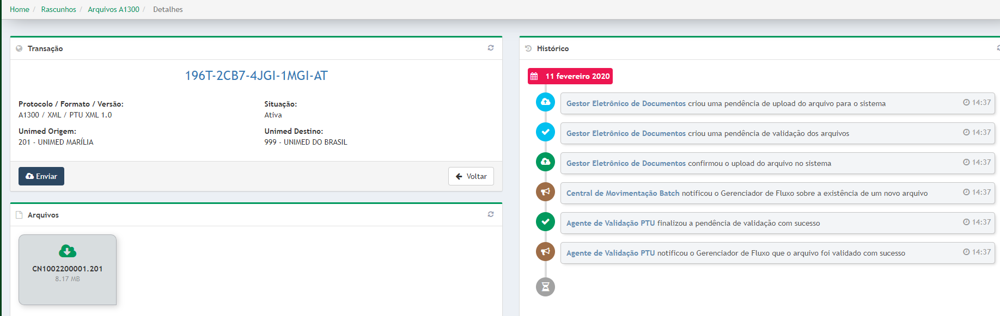 Home / Rascunhos / Arquivos A1300 / Detalhes
Transação
196T-2CB7-4JGI-1MGI-AT
Protocolo / Formato / Versão:
A1300 / XML / PTU XML 1.0
Situação:
Ativa
Unimed Origem:
201 - UNIMED MARÍLIA
Unimed Destino:
999 - UNIMED DO BRASIL
Enviar
Voltar
Arquivos
CN1002200001.201
8.17 MB
Histórico
11 fevereiro 2020
Gestor Eletrônico de Documentos criou uma pendência de upload do arquivo para o sistema 14:37
Gestor Eletrônico de Documentos criou uma pendência de validação dos arquivos 14:37
Gestor Eletrônico de Documentos confirmou o upload do arquivo no sistema 14:37
Central de Movimentação Batch notificou o Gerenciador de Fluxo sobre a existência de um novo arquivo 14:37
Agente de Validação PTU finalizou a pendência de validação com sucesso 14:37
Agente de Validação PTU notificou o Gerenciador de Fluxo que o arquivo foi validado com sucesso 14:37